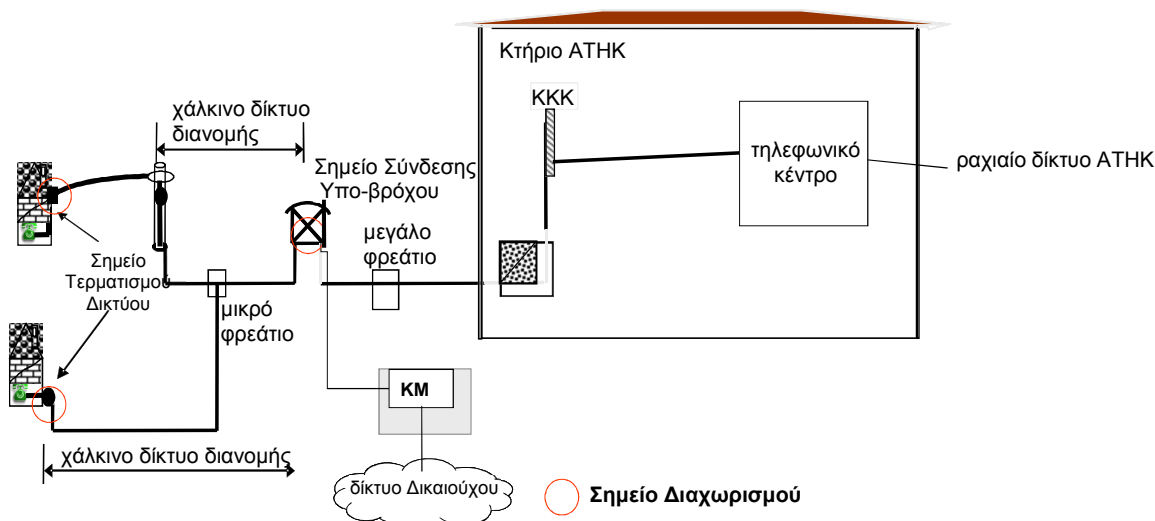 Κτήριο ΑΤΗΚ
ΚΚΚ
χάλκινο δίκτυο
διανομής
Σημείο Σύνδεσης
Υπο-βρόχου
τηλεφωνικό
κέντρο
ραχιαίο δίκτυο ΑΤΗΚ
μεγάλο
φρεάτιο
Σημείο
Τερματισμού
Δικτύου
μικρό
φρεάτιο
ΚΜ
χάλκινο δίκτυο διανομής
δίκτυο Δικαιούχου
Σημείο Διαχωρισμού